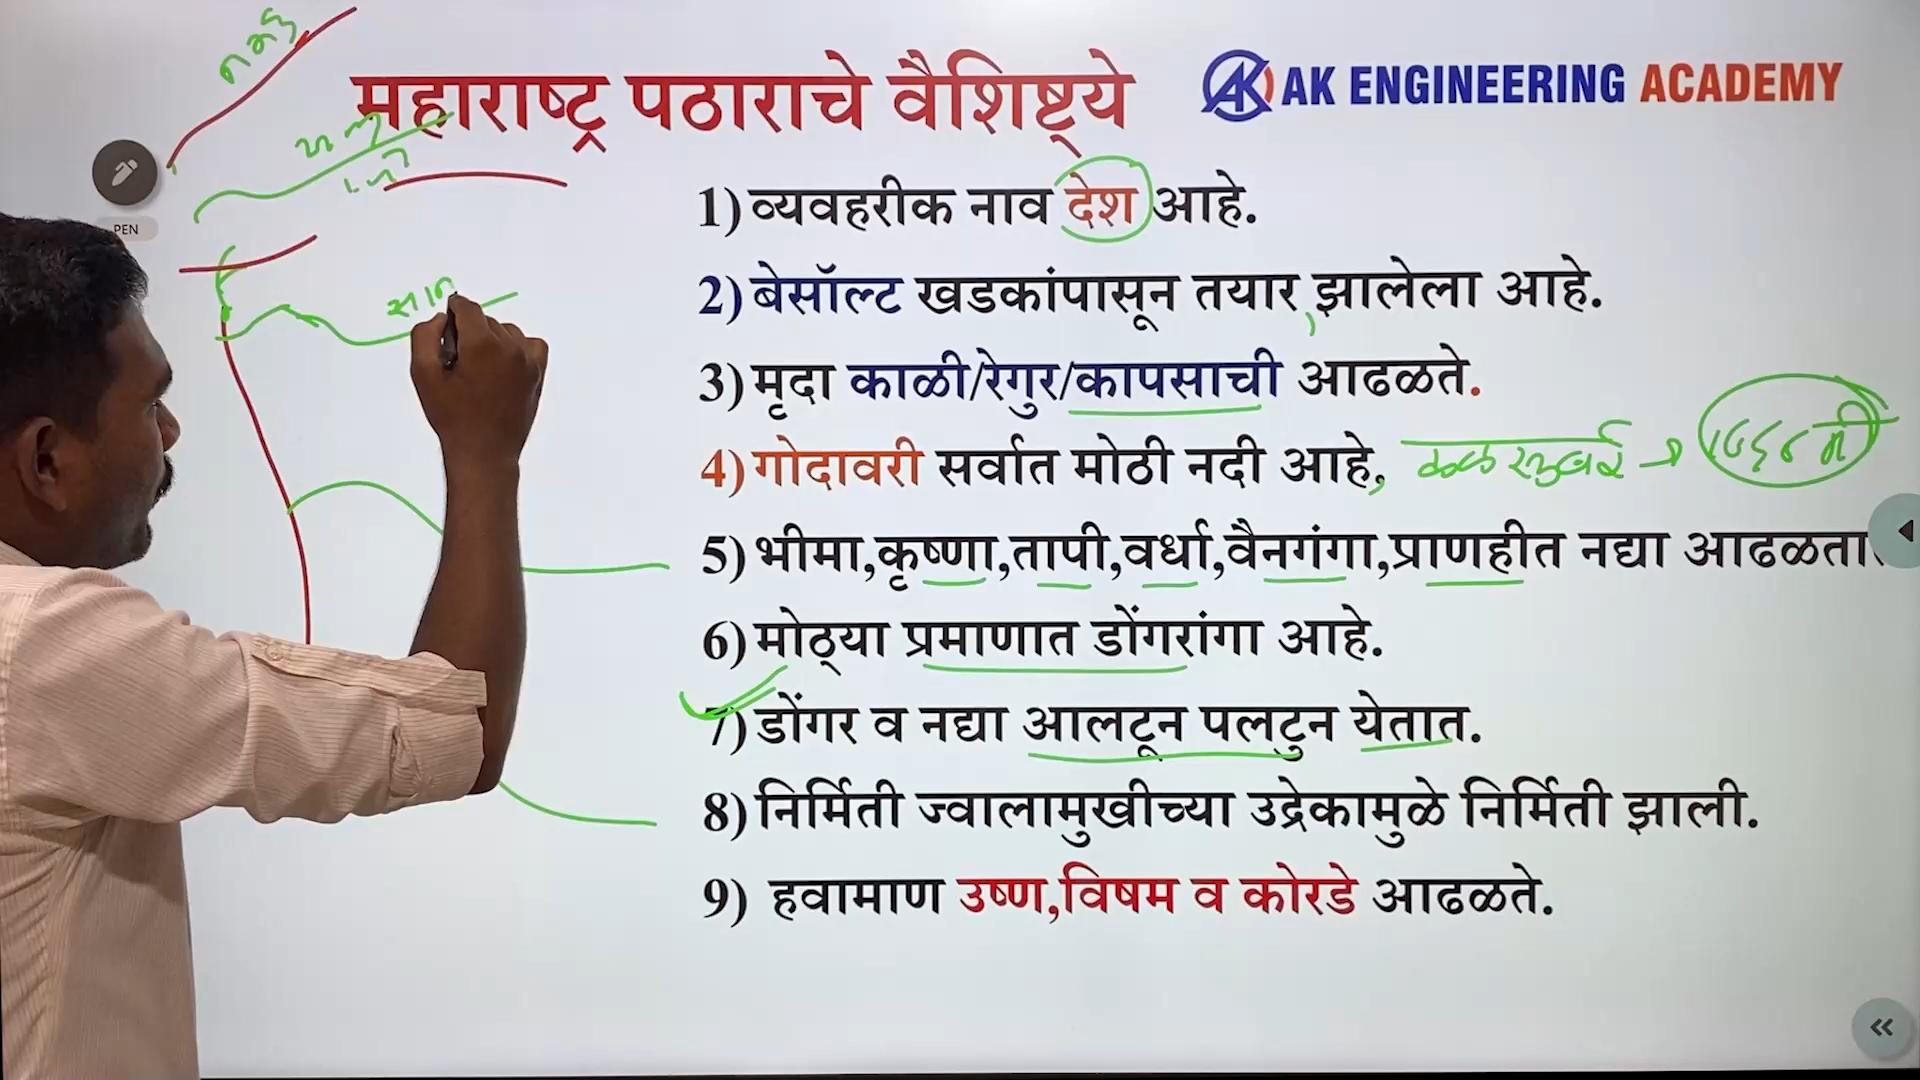 महाराष्ट्र पठाराचे वैशिष्ट्ये
AK ENGINEERING ACADEMY
PEN
1) व्यवहरीक नाव देश आहे.
2) बेसॉल्ट खडकांपासून तयार झालेला आहे.
3) मृदा काळी/रेगुर/कापसाची आढळते.
4) गोदावरी सर्वात मोठी नदी आहे,
5) भीमा,कृष्णा,तापी,वर्धा,वैनगंगा,प्राणहीत नद्या
6) मोठ्या प्रमाणात डोंगरांगा आहे.
7) डोंगर व नद्या आलटून पलटुन येतात.
8) निर्मिती ज्वालामुखीच्या उद्रेकामुळे निर्मिती झाली.
9) हवामाण उष्ण,विषम व कोरडे आढळते.